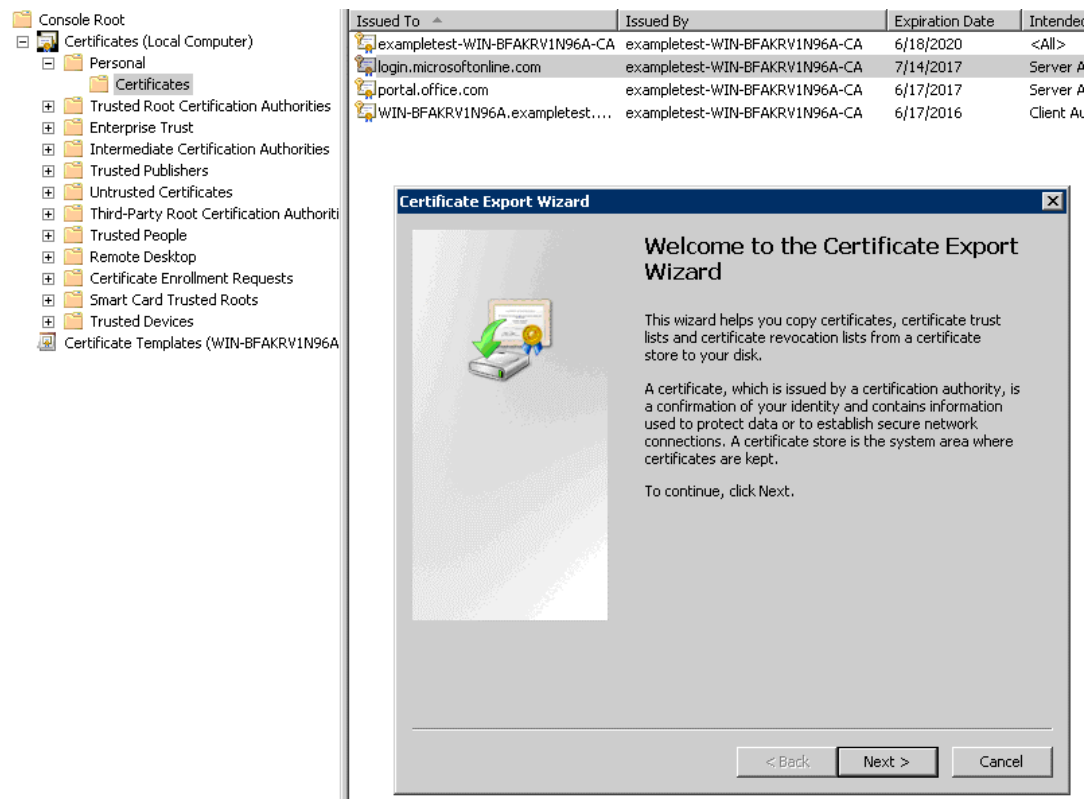 Console Root
Certificates (Local Computer)
Personal
Certificates
Trusted Root Certification Authorities
Enterprise Trust
Intermediate Certification Authorities
Trusted Publishers
Untrusted Certificates
Third-Party Root Certification Authoriti
Trusted People
Remote Desktop
Certificate Enrollment Requests
Smart Card Trusted Roots
Trusted Devices
Certificate Templates (WIN-BFAKRV1N96A
Issued To Issued By Expiration Date Intended
exampletest-WIN-BFAKRV1N96A-CA exampletest-WIN-BFAKRV1N96A-CA 6/18/2020 <All>
login.microsoftonline.com exampletest-WIN-BFAKRV1N96A-CA 7/14/2017 Server A
portal.office.com exampletest-WIN-BFAKRV1N96A-CA 6/17/2017 Server A
WIN-BFAKRV1N96A.exampletest.... exampletest-WIN-BFAKRV1N96A-CA 6/17/2016 Client Au
Certificate Export Wizard
Welcome to the Certificate Export
Wizard
This wizard helps you copy certificates, certificate trust
lists and certificate revocation lists from a certificate
store to your disk.
A certificate, which is issued by a certification authority, is
a confirmation of your identity and contains information
used to protect data or to establish secure network
connections. A certificate store is the system area where
certificates are kept.
To continue, click Next.
< Back Next > Cancel